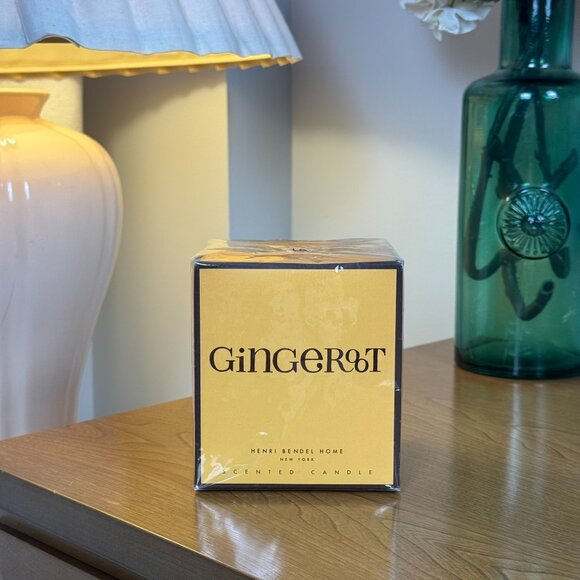 GinGeRooT
HENRI BENDEL HOME
NEW YORK
SCENTED CANDLE